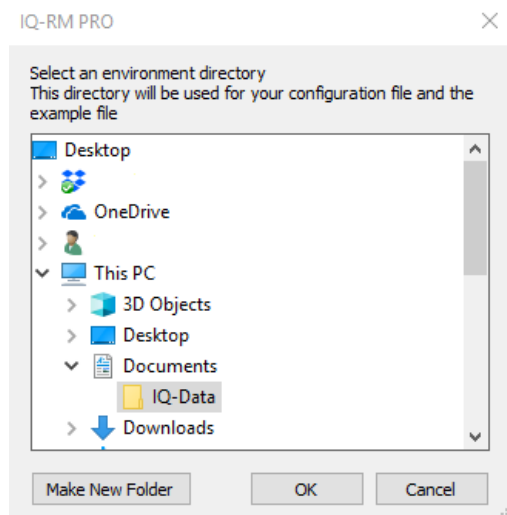 IQ-RM PRO
Select an environment directory
This directory will be used for your configuration file and the
example file
Desktop
OneDrive
This PC
3D Objects
Desktop
Documents
IQ-Data
Downloads
Make New Folder
OK
Cancel